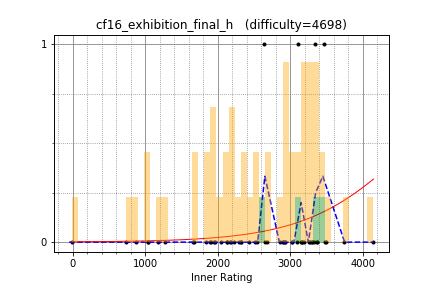 cf16_exhibition_final_h (difficulty=4698)
1
0
0 1000 2000 3000 4000
Inner Rating